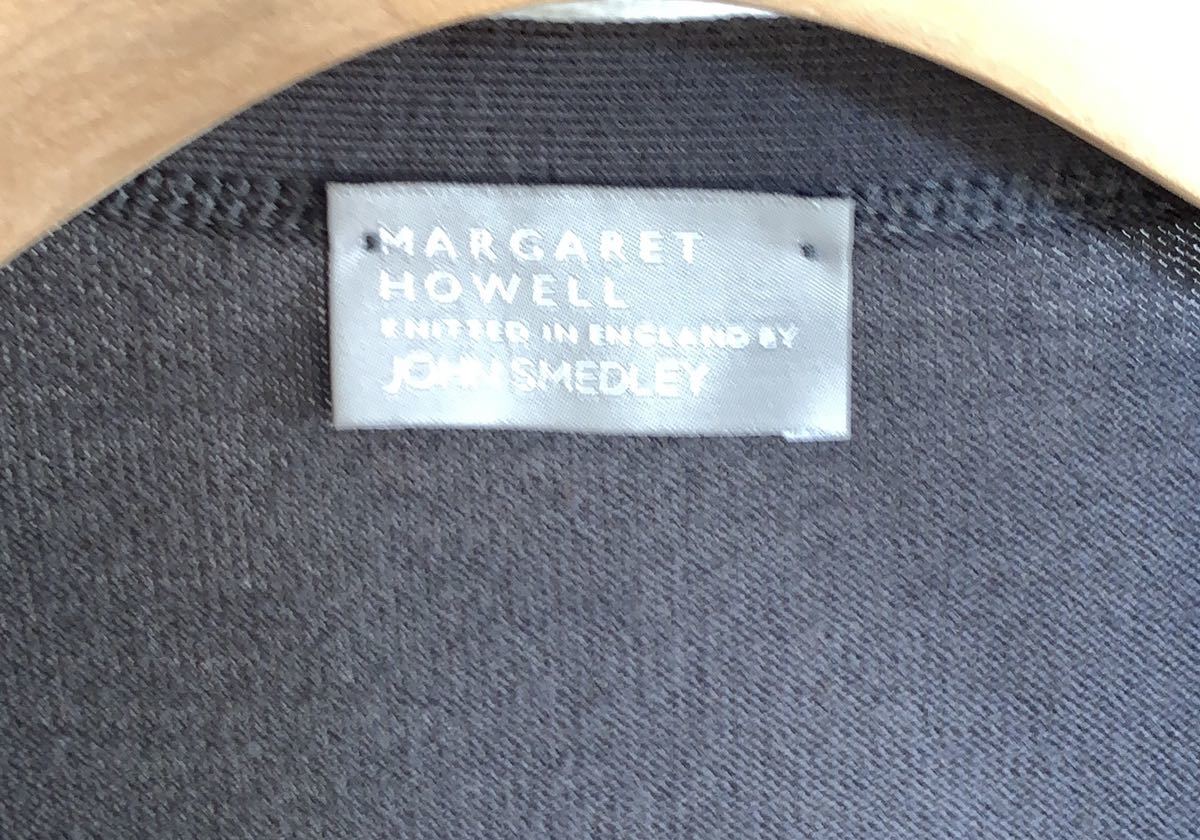 MARGARET
HOWELL
KNITTED IN ENGLAND BY
JOHN SMEDLEY